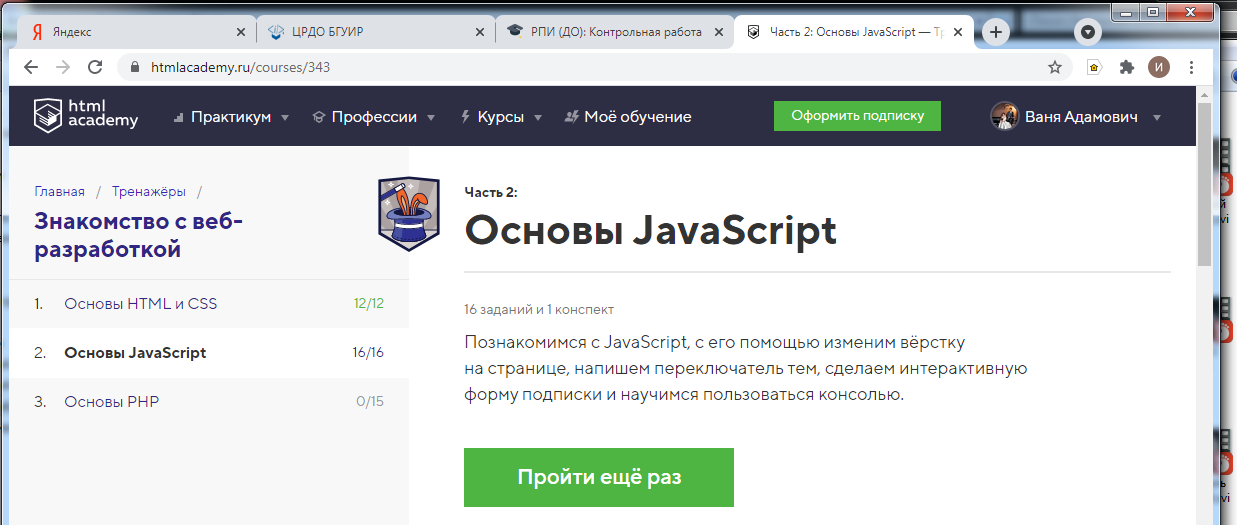 Яндекс
ЦРДО БГУИР
РПИ (ДО): Контрольная работа
Часть 2: Основы JavaScript —
htmlacademy.ru/courses/343
И
html
academy
Практикум
Профессии
Курсы
Моё обучение
Оформить подписку
Ваня Адамович
Главная / Тренажёры /
Знакомство с веб-
разработкой
1. Основы HTML и CSS 12/12
2. Основы JavaScript 16/16
3. Основы PHP 0/15
Часть 2:
Основы JavaScript
16 заданий и 1 конспект
Познакомимся с JavaScript, с его помощью изменим вёрстку
на странице, напишем переключатель тем, сделаем интерактивную
форму подписки и научимся пользоваться консолью.
Пройти ещё раз